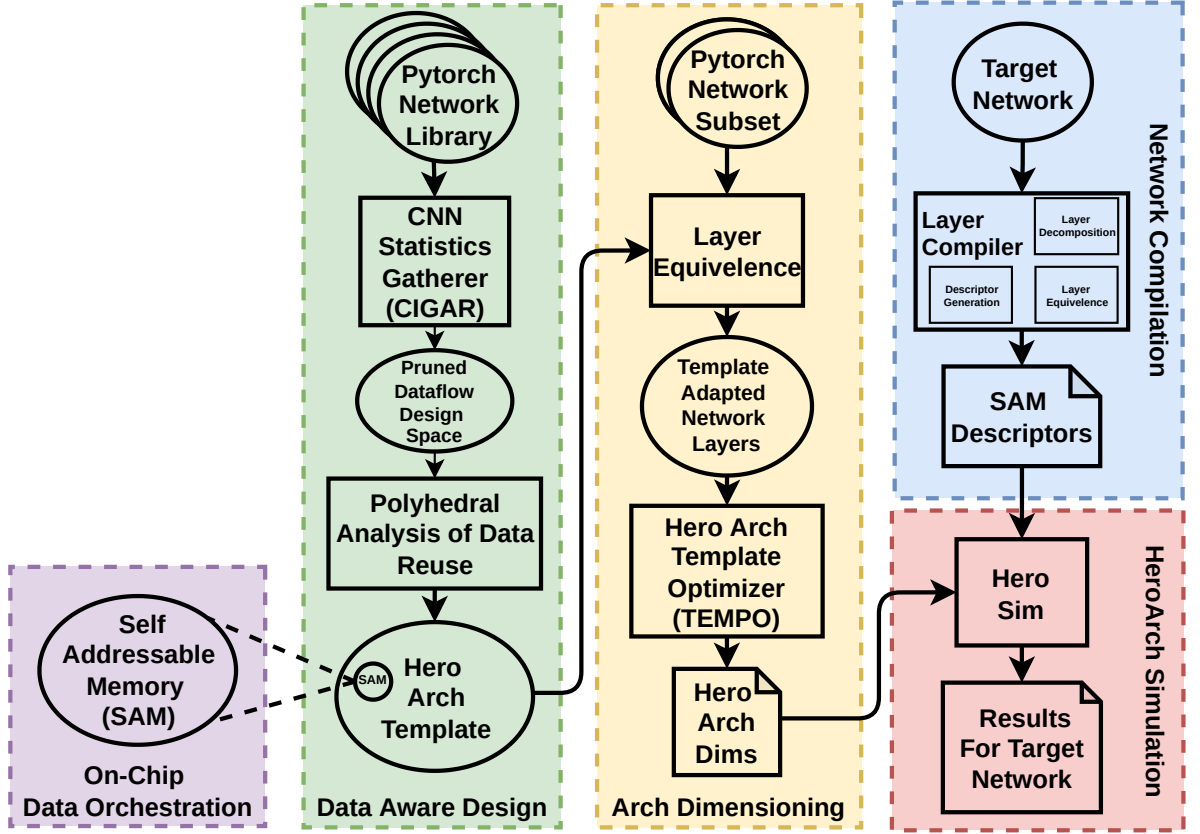 Self
Addressable
Memory
(SAM)
On-Chip
Data Orchestration
Pytorch
Network
Library
CNN
Statistics
Gatherer
(CIGAR)
Pruned
Dataflow
Design
Space
Polyhedral
Analysis of Data
Reuse
SAM
Hero
Arch
Template
Data Aware Design
Pytorch
Network
Subset
Layer
Equivelence
Template
Adapted
Network
Layers
Hero Arch
Template
Optimizer
(TEMPO)
Hero
Arch
Dims
Arch Dimensioning
Target
Network
Layer
Compiler
Layer
Decomposition
Descriptor
Generation
Layer
Equivelence
SAM
Descriptors
Network Compilation
Hero
Sim
Results
For Target
Network
HeroArch Simulation